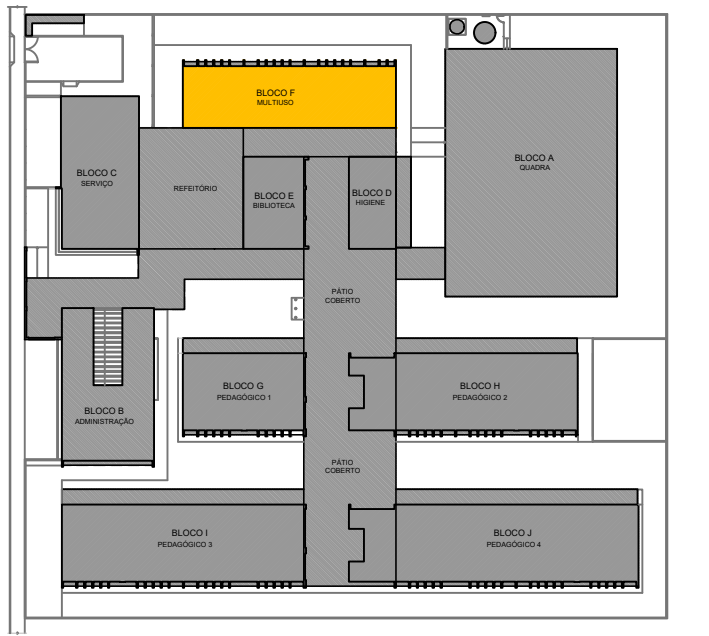 BLOCO F
MULTIUSO
BLOCO A
QUADRA
BLOCO C
SERVIÇO
REFEITÓRIO
BLOCO E
BIBLIOTECA
BLOCO D
HIGIENE
PÁTIO
COBERTO
BLOCO G
PEDAGÓGICO 1
BLOCO H
PEDAGÓGICO 2
BLOCO B
ADMINISTRAÇÃO
PÁTIO
COBERTO
BLOCO I
PEDAGÓGICO 3
BLOCO J
PEDAGÓGICO 4